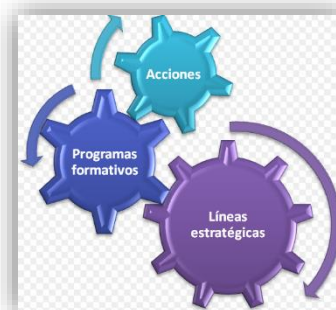 Acciones
Programas
formativos
Líneas
estratégicas